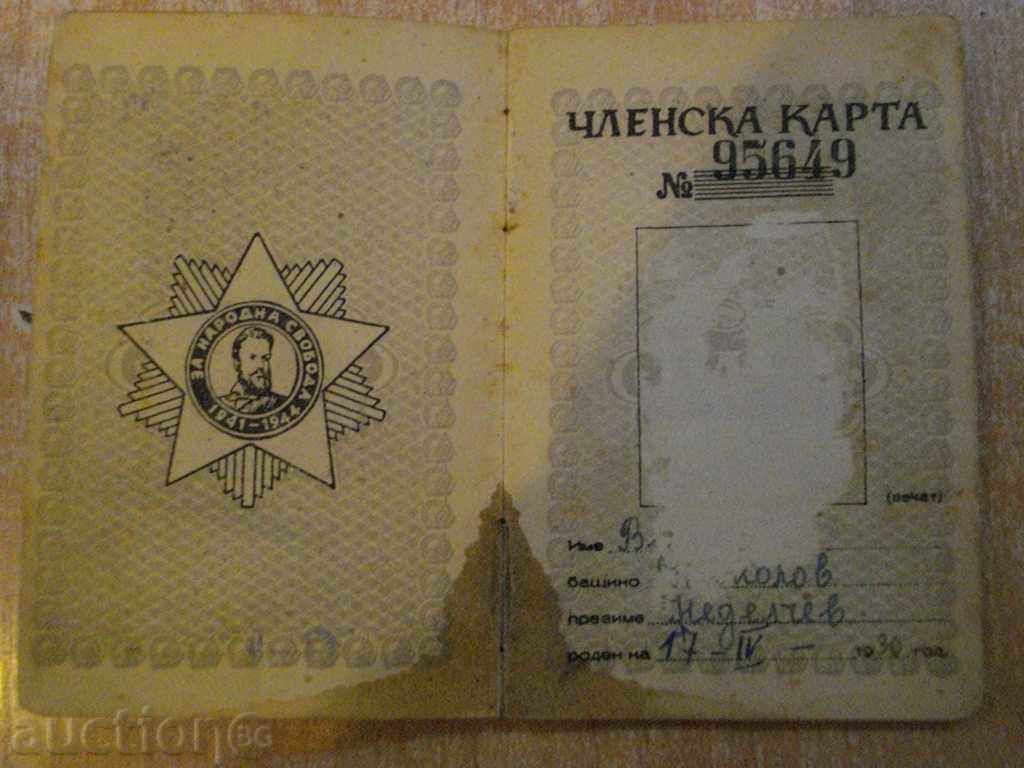 ЗА НАРОДНА СВОБОДА
1941-1944
ЧЛЕНСКА КАРТА
№ 95649
(печат)
Име В
бащино
презиме Неделчев
роден на 17 - IV - 1930 год
auction BG